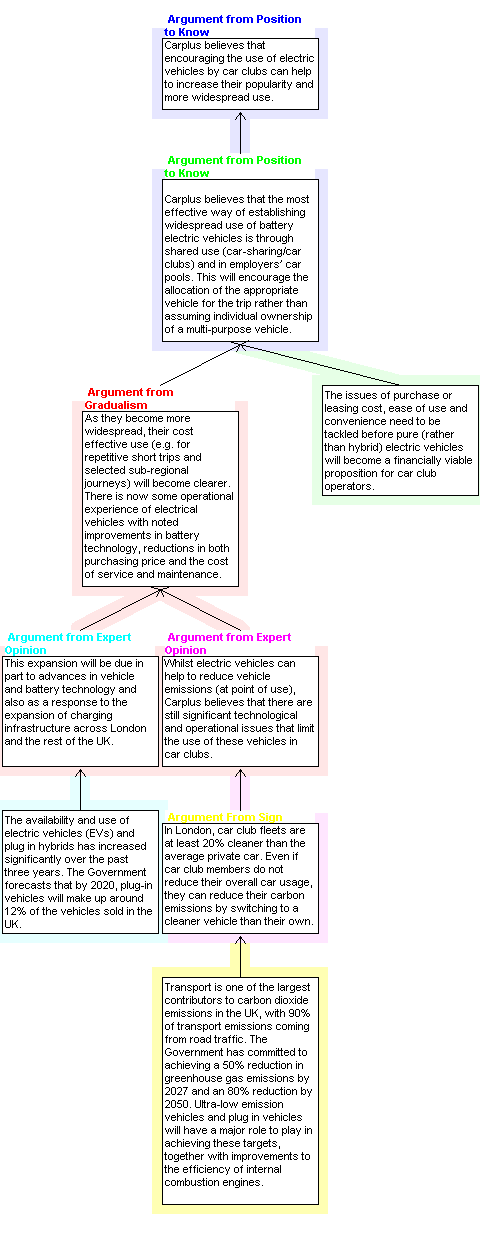 Argument from Position
to Know
Carplus believes that
encouraging the use of electric
vehicles by car clubs can help
to increase their popularity and
more widespread use.
Argument from Position
to Know
Carplus believes that the most
effective way of establishing
widespread use of battery
electric vehicles is through
shared use (car-sharing/car
clubs) and in employers’ car
pools. This will encourage the
allocation of the appropriate
vehicle for the trip rather than
assuming individual ownership
of a multi-purpose vehicle.
Argument from
Gradualism
As they become more
widespread, their cost
effective use (e.g. for
repetitive short trips and
selected sub-regional
journeys) will become clearer.
There is now some operational
experience of electrical
vehicles with noted
improvements in battery
technology, reductions in both
purchasing price and the cost
of service and maintenance.
The issues of purchase or
leasing cost, ease of use and
convenience need to be
tackled before pure (rather
than hybrid) electric vehicles
will become a financially viable
proposition for car club
operators.
Argument from Expert
Opinion
This expansion will be due in
part to advances in vehicle
and battery technology and
also as a response to the
expansion of charging
infrastructure across London
and the rest of the UK.
Argument from Expert
Opinion
Whilst electric vehicles can
help to reduce vehicle
emissions (at point of use),
Carplus believes that there are
still significant technological
and operational issues that limit
the use of these vehicles in
car clubs.
The availability and use of
electric vehicles (EVs) and
plug in hybrids has increased
significantly over the past
three years. The Government
forecasts that by 2020, plug-in
vehicles will make up around
12% of the vehicles sold in the
UK.
Argument From Sign
In London, car club fleets are
at least 20% cleaner than the
average private car. Even if
car club members do not
reduce their overall car usage,
they can reduce their carbon
emissions by switching to a
cleaner vehicle than their own.
Transport is one of the largest
contributors to carbon dioxide
emissions in the UK, with 90%
of transport emissions coming
from road traffic. The
Government has committed to
achieving a 50% reduction in
greenhouse gas emissions by
2027 and an 80% reduction by
2050. Ultra-low emission
vehicles and plug in vehicles
will have a major role to play in
achieving these targets,
together with improvements to
the efficiency of internal
combustion engines.